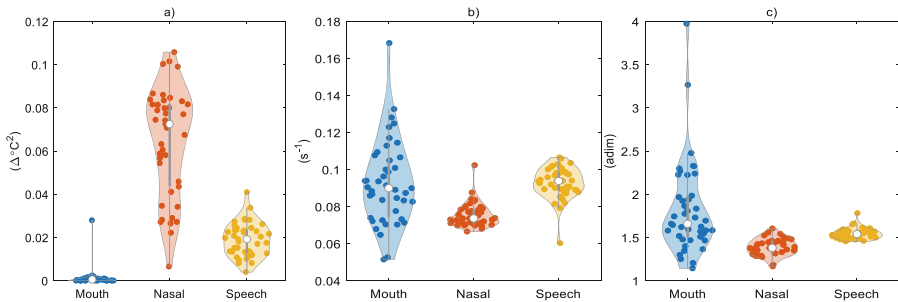 a)
0.12
0.1
0.08
0.06
0.04
0.02
0
(Δ°C²)
Mouth Nasal Speech
b)
0.18
0.16
0.14
0.12
0.1
0.08
0.06
0.04
(s⁻¹)
Mouth Nasal Speech
c)
4
3.5
3
2.5
2
1.5
1
(adim)
Mouth Nasal Speech